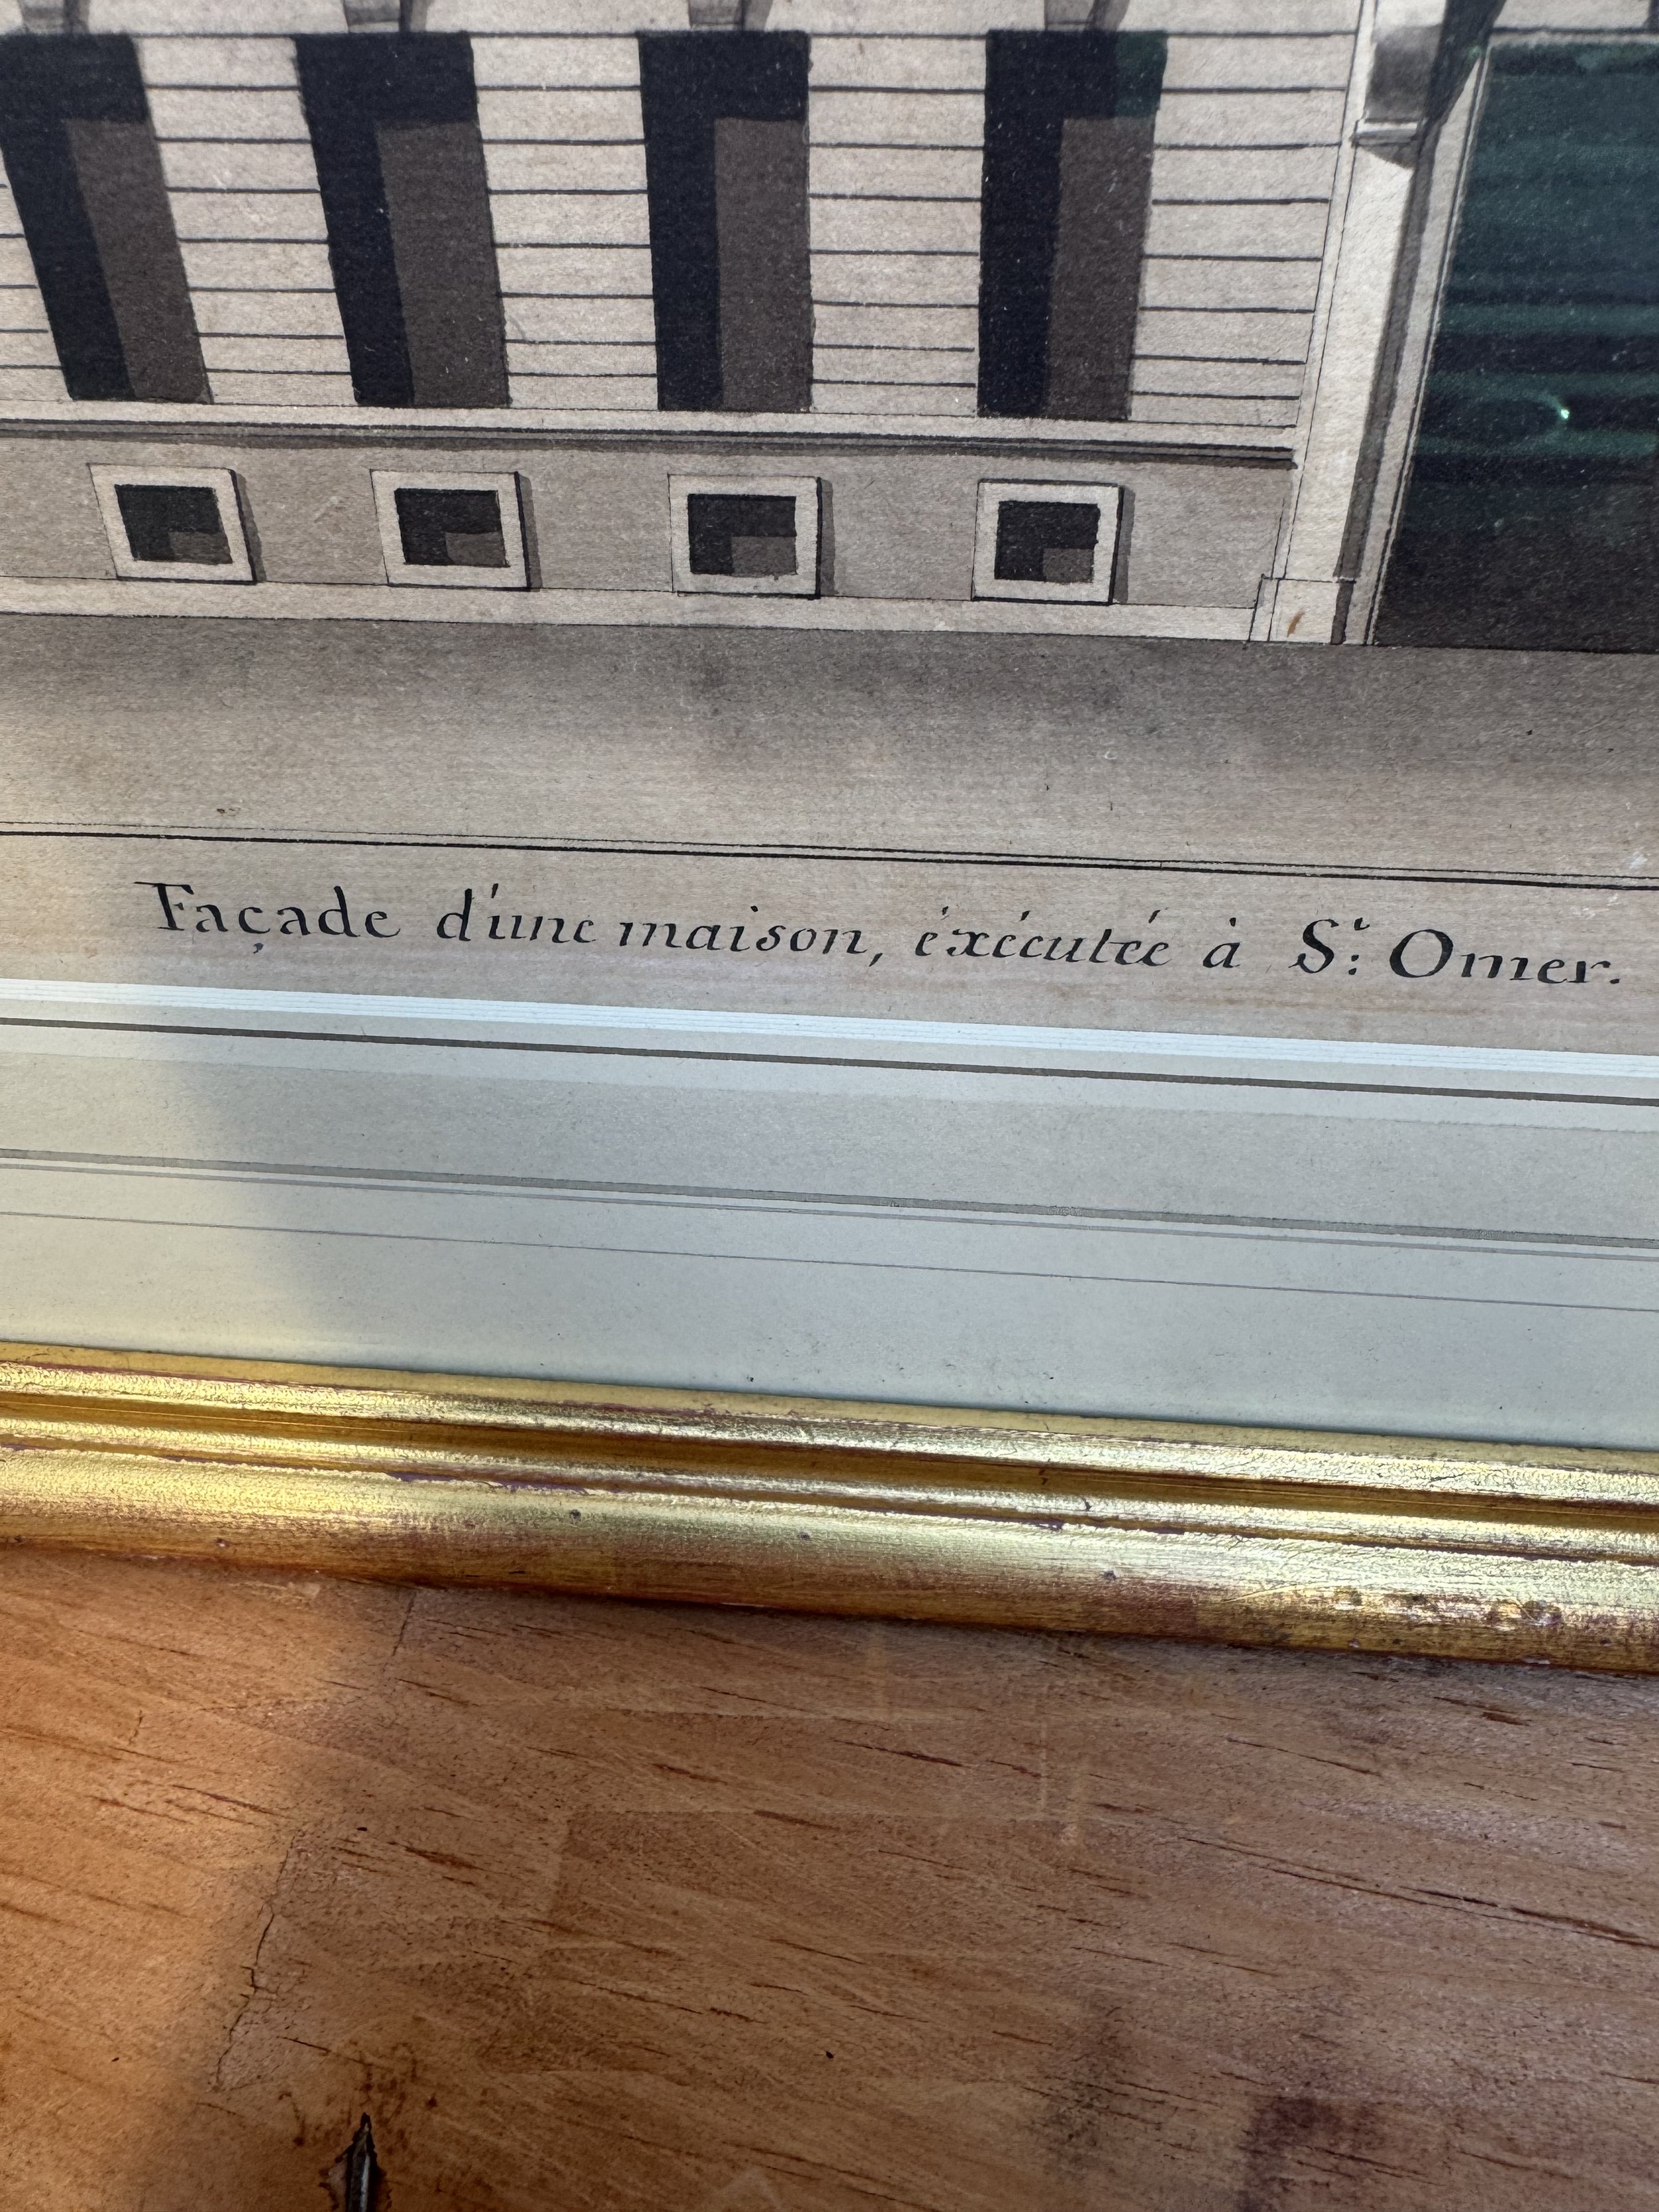 Façade d'une maison, éxécutée à S.t Omer.